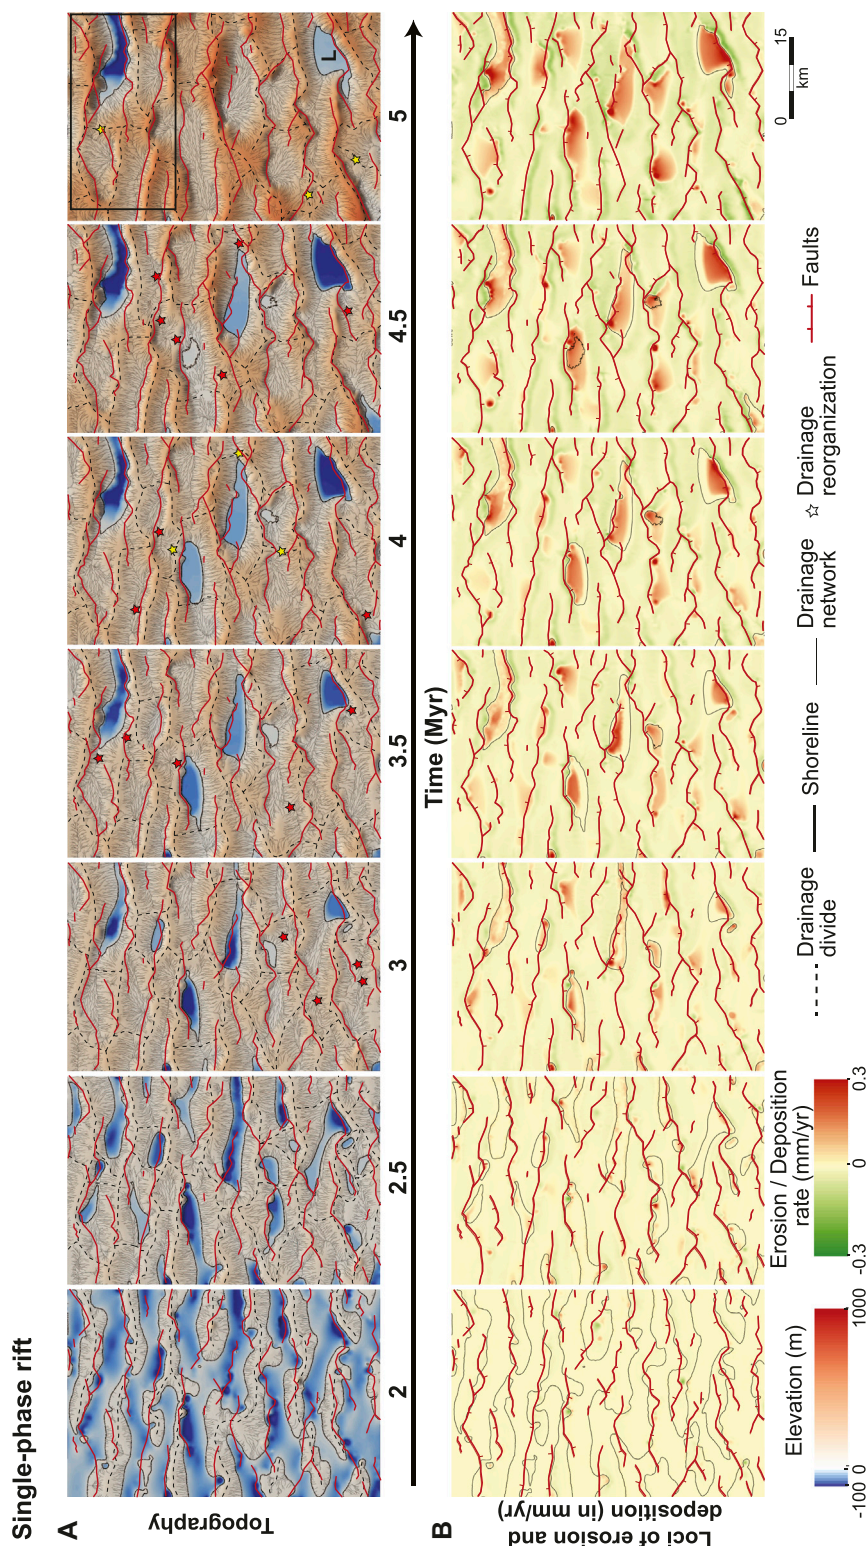 Single-phase rift
A
Topography
2
2.5
3
3.5
4
4.5
5
L
Time (Myr)
B
Loci of erosion and
deposition (in mm/yr)
0
15
km
Elevation (m)
-100
0
1000
Erosion / Deposition
rate (mm/yr)
-0.3
0
0.3
Drainage
divide
Shoreline
Drainage
network
Drainage
reorganization
Faults